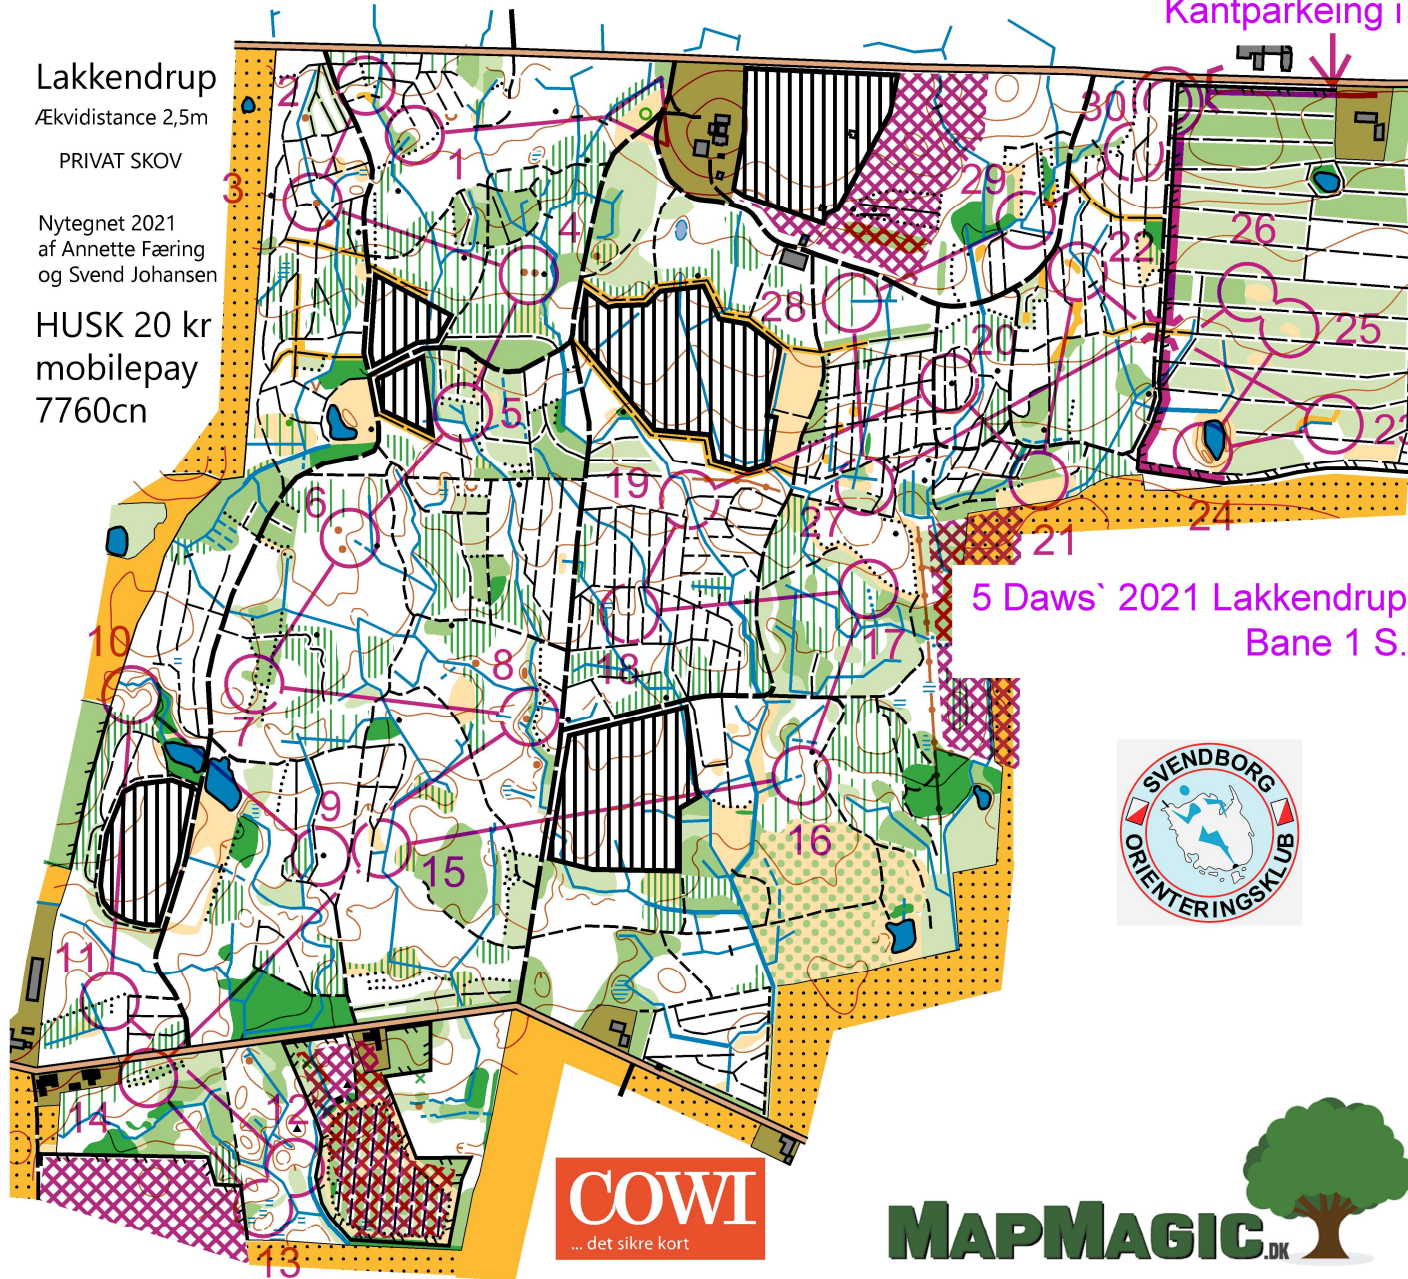 Kantparkeing i
Lakkendrup
Ækvidistance 2,5m
PRIVAT SKOV
Nytegnet 2021
af Annette Færing
og Svend Johansen
HUSK 20 kr
mobilepay
7760cn
2
1
3
4
5
6
7
8
9
10
11
12
13
14
15
16
17
18
19
20
21
22
23
24
25
26
27
28
29
30
5 Daws` 2021 Lakkendrup
Bane 1 S.
SVENDBORG
ORIENTERINGSKLUB
COWI
... det sikre kort
MAPMAGIC.DK